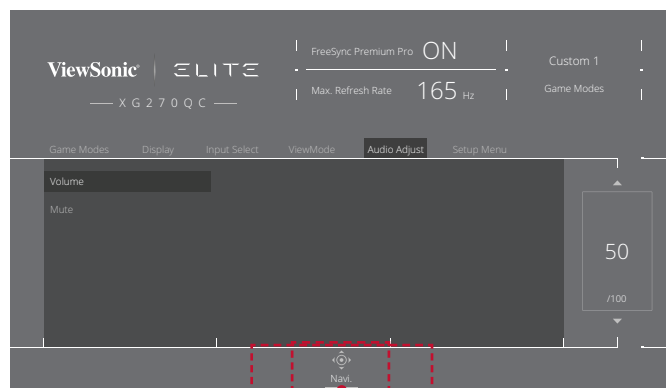 ViewSonic® ELITE
XG270QC
FreeSync Premium Pro ON
Max. Refresh Rate 165 Hz
Custom 1
Game Modes
Game Modes Display Input Select ViewMode Audio Adjust Setup Menu
Volume
Mute
50
/100
Navi.